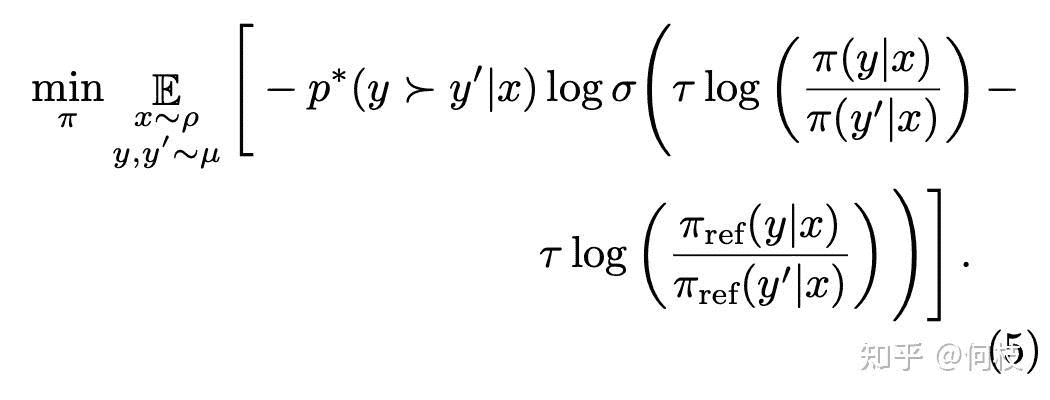 min_π 𝔼_{x∼ρ, y,y′∼μ} [ − p*(y ≻ y′|x) log σ( τ log ( π(y|x) / π(y′|x) ) −
τ log ( π_ref(y|x) / π_ref(y′|x) ) ) ] .
(5)
知乎 @何枝